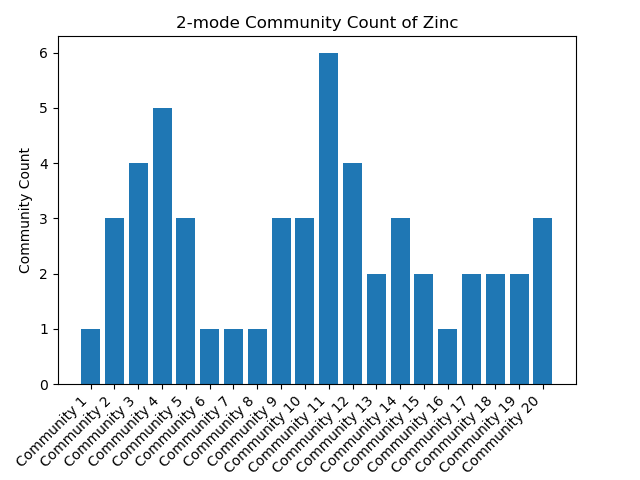 2-mode Community Count of Zinc
Community Count
6
5
4
3
2
1
0
Community 1
Community 2
Community 3
Community 4
Community 5
Community 6
Community 7
Community 8
Community 9
Community 10
Community 11
Community 12
Community 13
Community 14
Community 15
Community 16
Community 17
Community 18
Community 19
Community 20